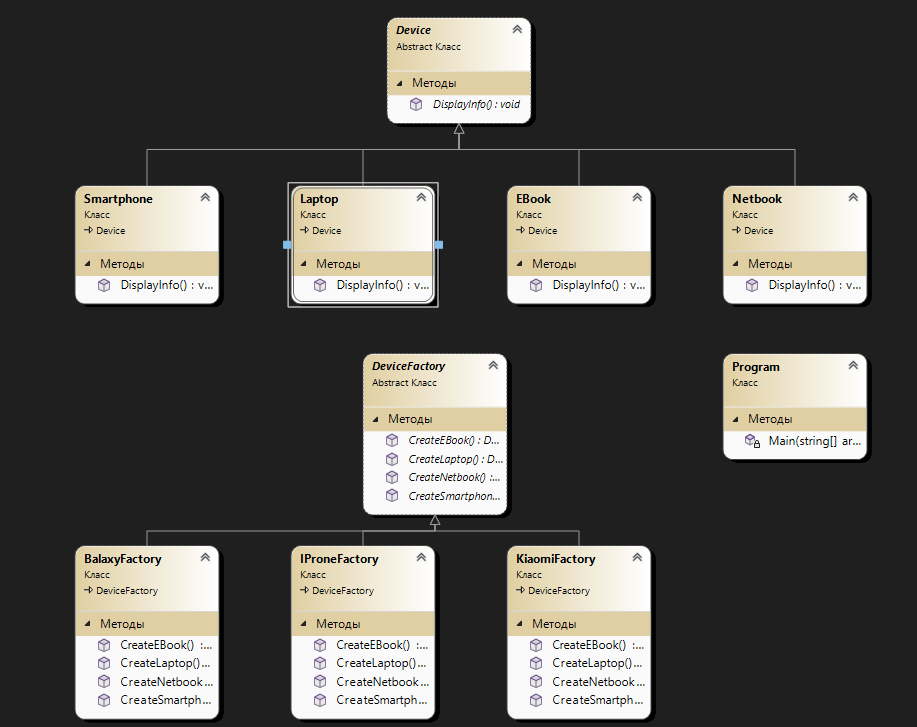 Device
Abstract Класс
Методы
DisplayInfo() : void
Smartphone
Класс
Device
Методы
DisplayInfo() : v...
Laptop
Класс
Device
Методы
DisplayInfo() : v...
EBook
Класс
Device
Методы
DisplayInfo() : v...
Netbook
Класс
Device
Методы
DisplayInfo() : v...
DeviceFactory
Abstract Класс
Методы
CreateEBook() : D...
CreateLaptop() : D...
CreateNetbook() :...
CreateSmartphon...
Program
Класс
Методы
Main(string[] ar...
BalaxyFactory
Класс
DeviceFactory
Методы
CreateEBook() :...
CreateLaptop()...
CreateNetbook...
CreateSmartph...
IProneFactory
Класс
DeviceFactory
Методы
CreateEBook() :...
CreateLaptop()...
CreateNetbook...
CreateSmartph...
KiaomiFactory
Класс
DeviceFactory
Методы
CreateEBook() :...
CreateLaptop()...
CreateNetbook...
CreateSmartph...